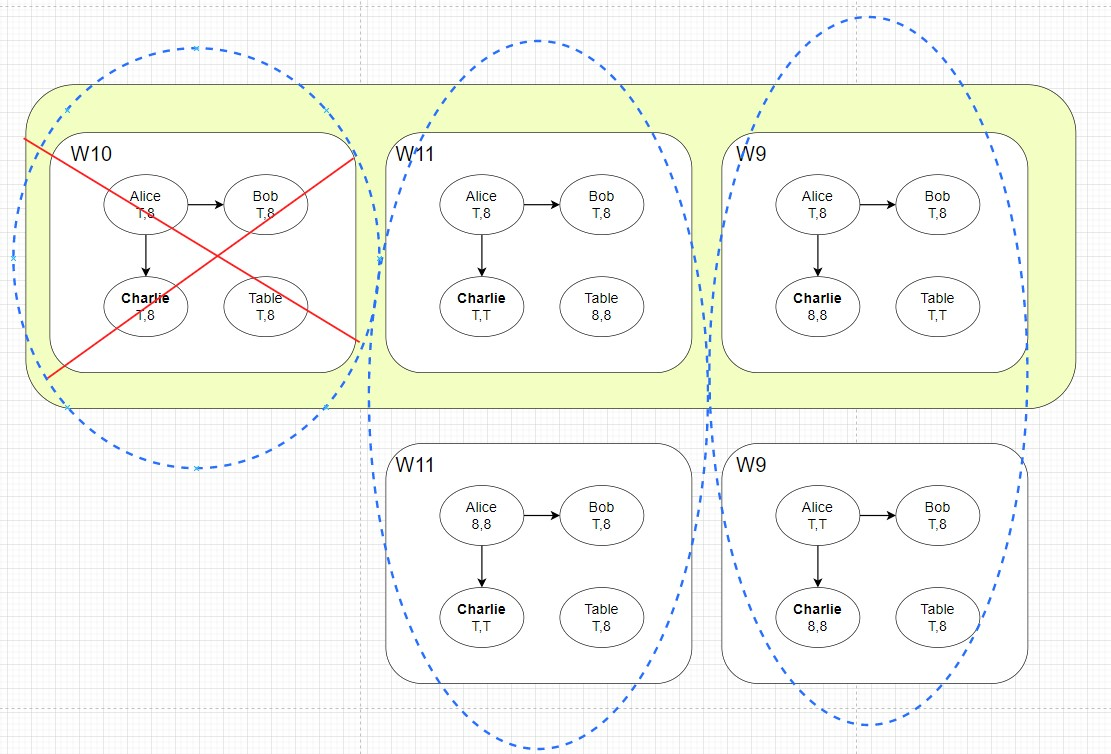 W10
Alice
T,8
Bob
T,8
Charlie
T,8
Table
T,8
W11
Alice
T,8
Bob
T,8
Charlie
T,T
Table
8,8
W9
Alice
T,8
Bob
T,8
Charlie
8,8
Table
T,T
W11
Alice
8,8
Bob
T,8
Charlie
T,T
Table
T,8
W9
Alice
T,T
Bob
T,8
Charlie
8,8
Table
T,8